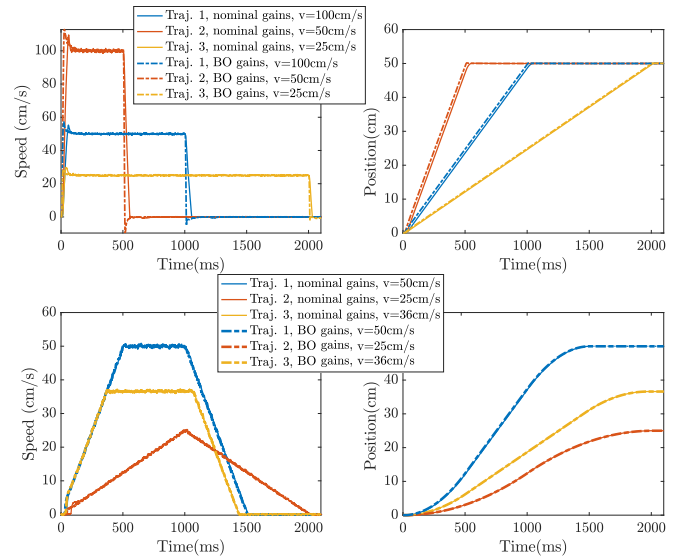 Traj. 1, nominal gains, v=100cm/s
Traj. 2, nominal gains, v=50cm/s
Traj. 3, nominal gains, v=25cm/s
Traj. 1, BO gains, v=100cm/s
Traj. 2, BO gains, v=50cm/s
Traj. 3, BO gains, v=25cm/s
Speed (cm/s)
100
80
60
40
20
0
0 500 1000 1500 2000
Time(ms)
Position(cm)
60
50
40
30
20
10
0
0 500 1000 1500 2000
Time(ms)
Traj. 1, nominal gains, v=50cm/s
Traj. 2, nominal gains, v=25cm/s
Traj. 3, nominal gains, v=36cm/s
Traj. 1, BO gains, v=50cm/s
Traj. 2, BO gains, v=25cm/s
Traj. 3, BO gains, v=36cm/s
Speed (cm/s)
60
50
40
30
20
10
0
0 500 1000 1500 2000
Time(ms)
Position(cm)
60
50
40
30
20
10
0
0 500 1000 1500 2000
Time(ms)